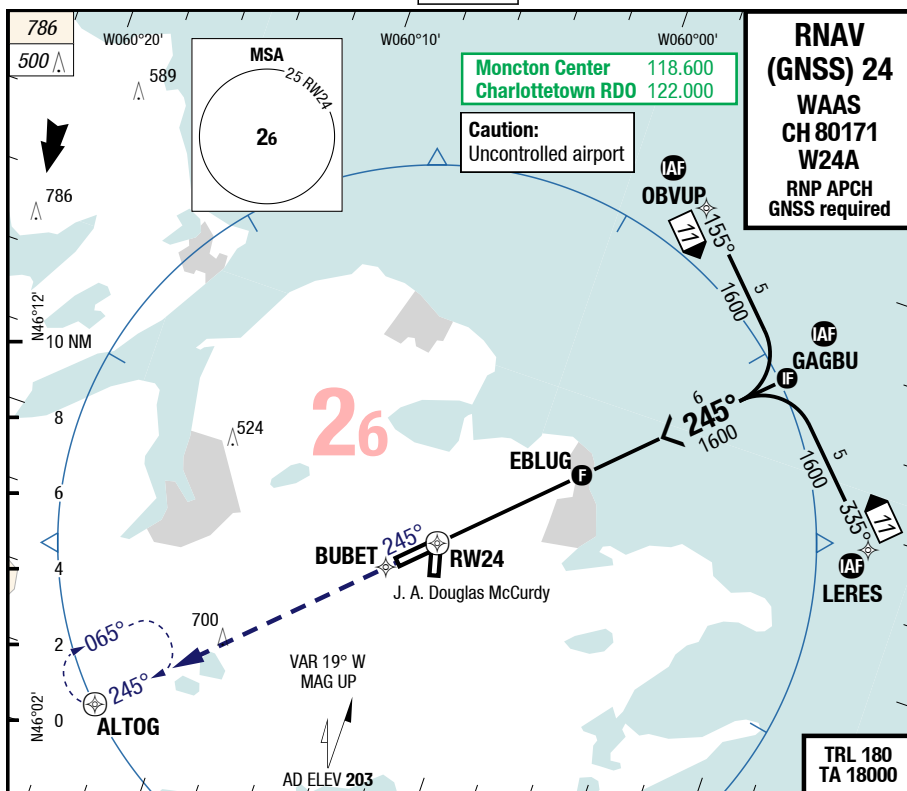 786
500
W060°20'
W060°10'
W060°00'
589
786
MSA
25 RW24
26
Moncton Center 118.600
Charlottetown RDO 122.000
Caution:
Uncontrolled airport
RNAV
(GNSS) 24
WAAS
CH 80171
W24A
RNP APCH
GNSS required
IAF
OBVUP
11
155°
5
1600
IAF
GAGBU
IF
N46°12'
10 NM
8
6
4
2
0
N46°02'
524
26
6
245°
1600
EBLUG
F
5
1600
335°
11
IAF
LERES
BUBET
245°
RW24
J. A. Douglas McCurdy
700
065°
245°
ALTOG
VAR 19° W
MAG UP
AD ELEV 203
TRL 180
TA 18000